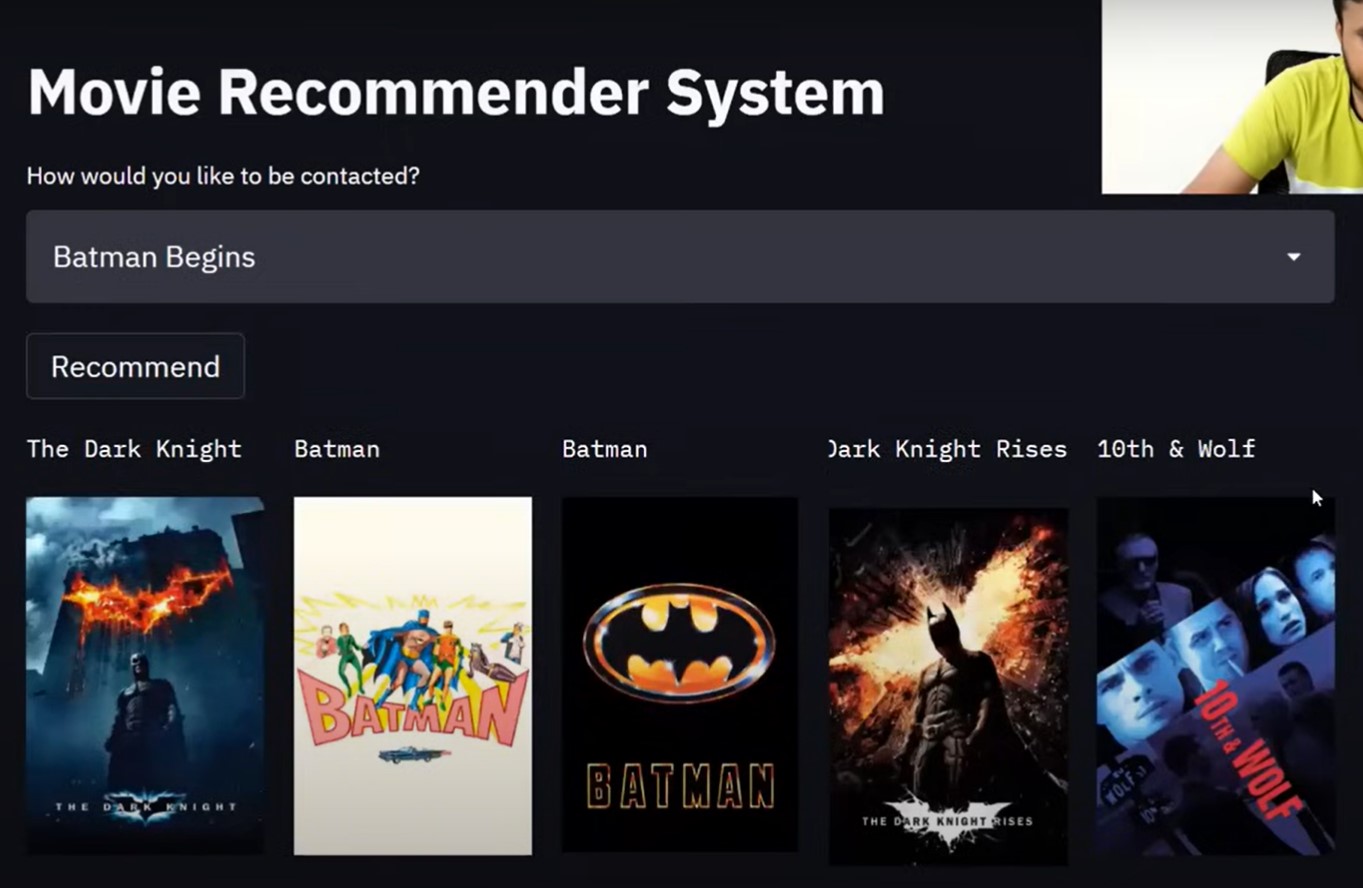 Movie Recommender System
How would you like to be contacted?
Batman Begins
Recommend
The Dark Knight
Batman
Batman
Dark Knight Rises
10th & Wolf
THE DARK KNIGHT
BATMAN
BATMAN
THE DARK KNIGHT RISES
10TH & WOLF